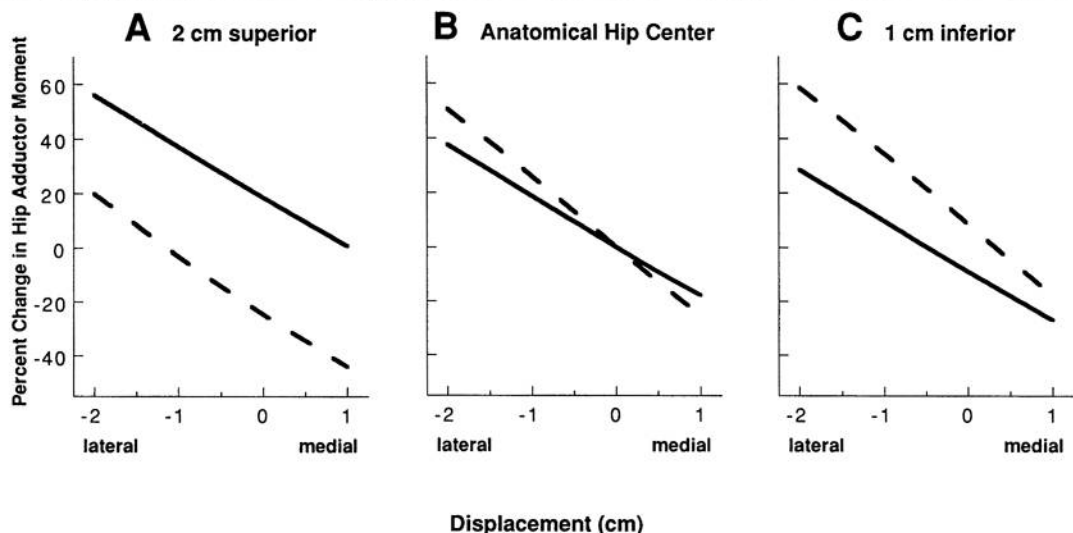 A 2 cm superior
B Anatomical Hip Center
C 1 cm inferior
Percent Change in Hip Adductor Moment
60
40
20
0
-20
-40
-2 -1 0 1
lateral medial
-2 -1 0 1
lateral medial
-2 -1 0 1
lateral medial
Displacement (cm)